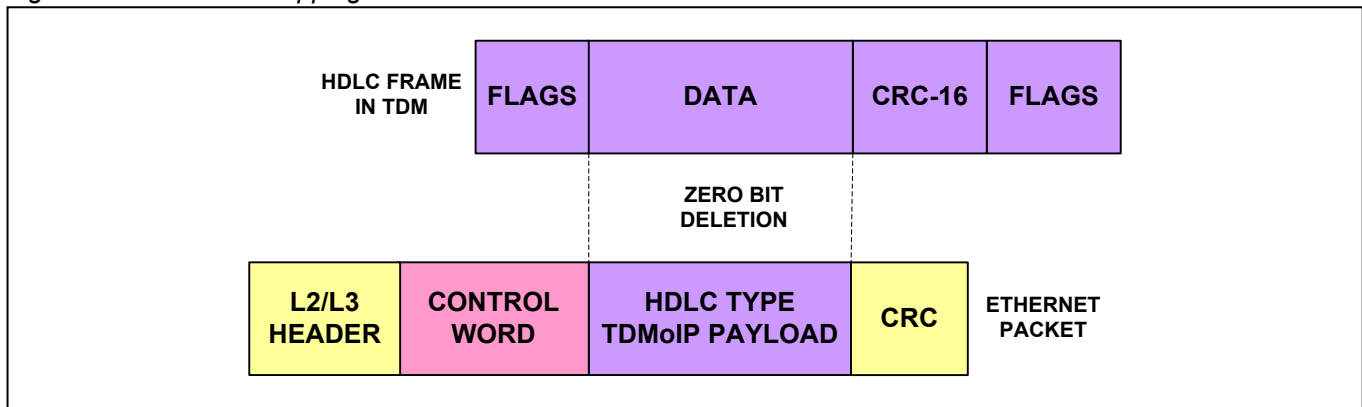 HDLC FRAME
IN TDM
FLAGS
DATA
CRC-16
FLAGS
ZERO BIT
DELETION
L2/L3
HEADER
CONTROL
WORD
HDLC TYPE
TDMoIP PAYLOAD
CRC
ETHERNET
PACKET